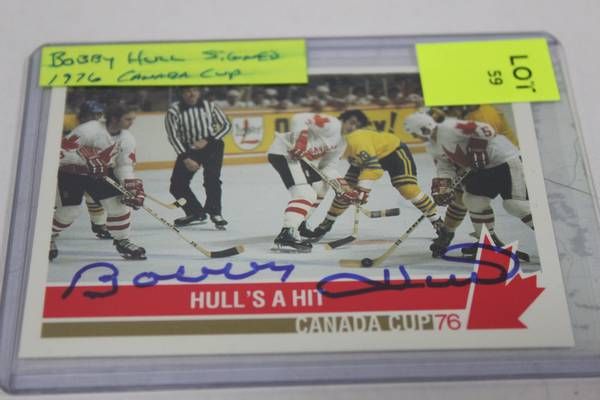 BOBBY HULL SIGNED
1976 CANADA CUP
LOT
59
Bobby Hull
HULL'S A HIT
CANADA CUP 76